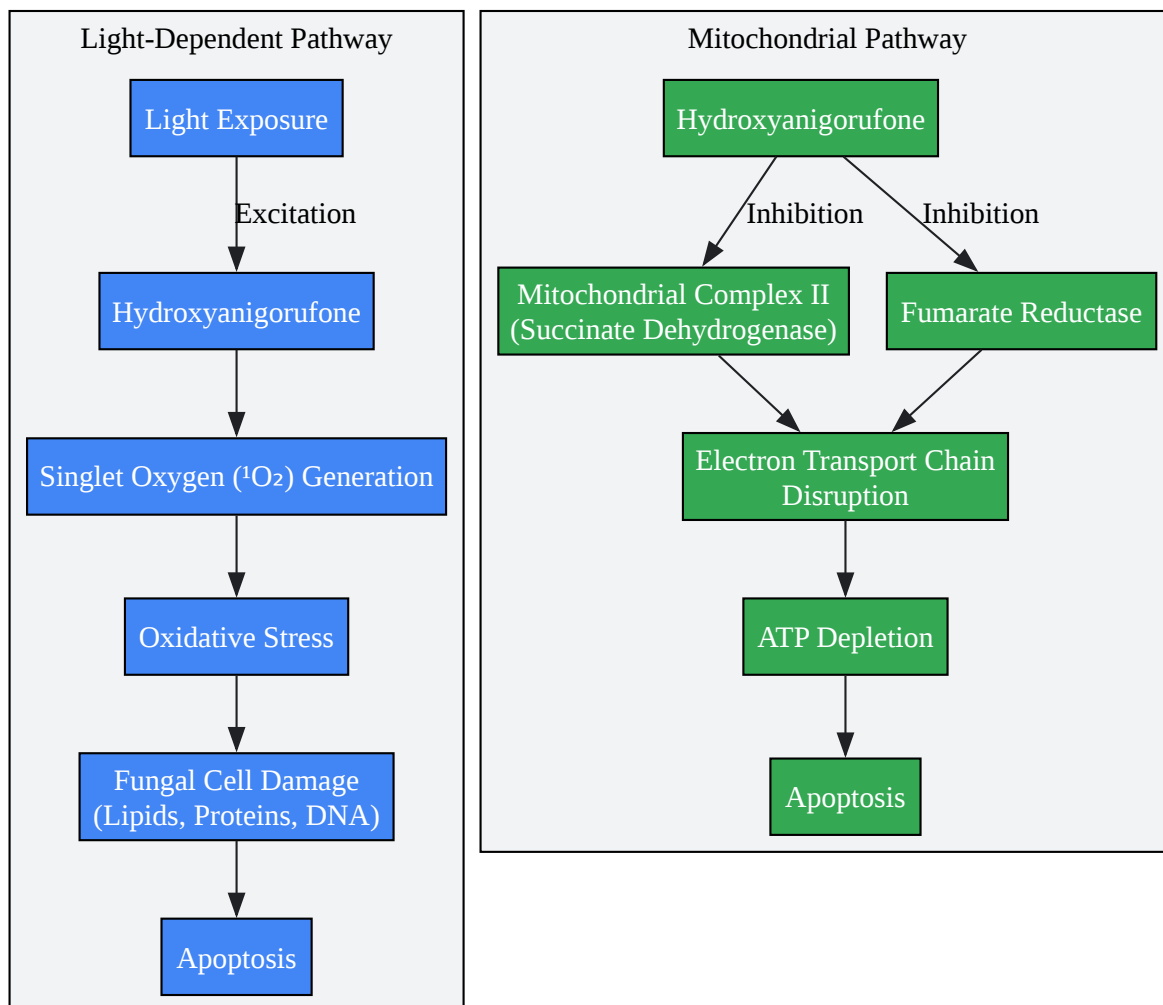 Light-Dependent Pathway
Light Exposure
Excitation
Hydroxyanigorufone
Singlet Oxygen (¹O₂) Generation
Oxidative Stress
Fungal Cell Damage
(Lipids, Proteins, DNA)
Apoptosis
Mitochondrial Pathway
Hydroxyanigorufone
Inhibition
Inhibition
Mitochondrial Complex II
(Succinate Dehydrogenase)
Fumarate Reductase
Electron Transport Chain
Disruption
ATP Depletion
Apoptosis